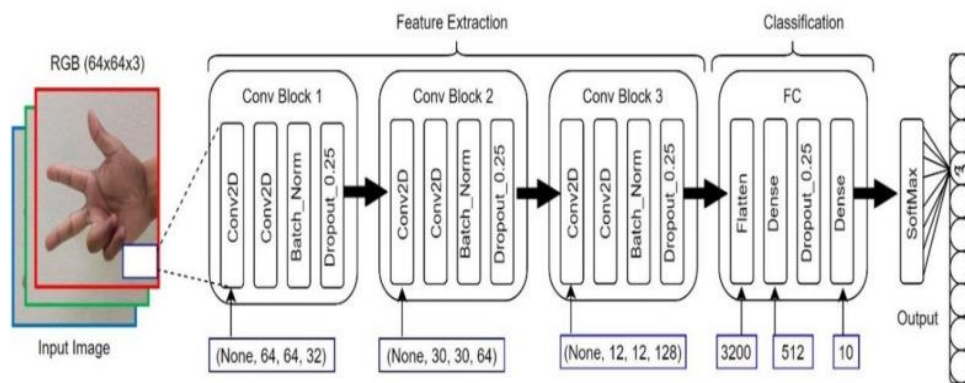 Feature Extraction
Classification
RGB (64x64x3)
Conv Block 1
Conv2D
Conv2D
Batch_Norm
Dropout_0.25
Conv Block 2
Conv2D
Conv2D
Batch_Norm
Dropout_0.25
Conv Block 3
Conv2D
Conv2D
Batch_Norm
Dropout_0.25
FC
Flatten
Dense
Dropout_0.25
Dense
SoftMax
Output
Input Image
(None, 64, 64, 32)
(None, 30, 30, 64)
(None, 12, 12, 128)
3200
512
10